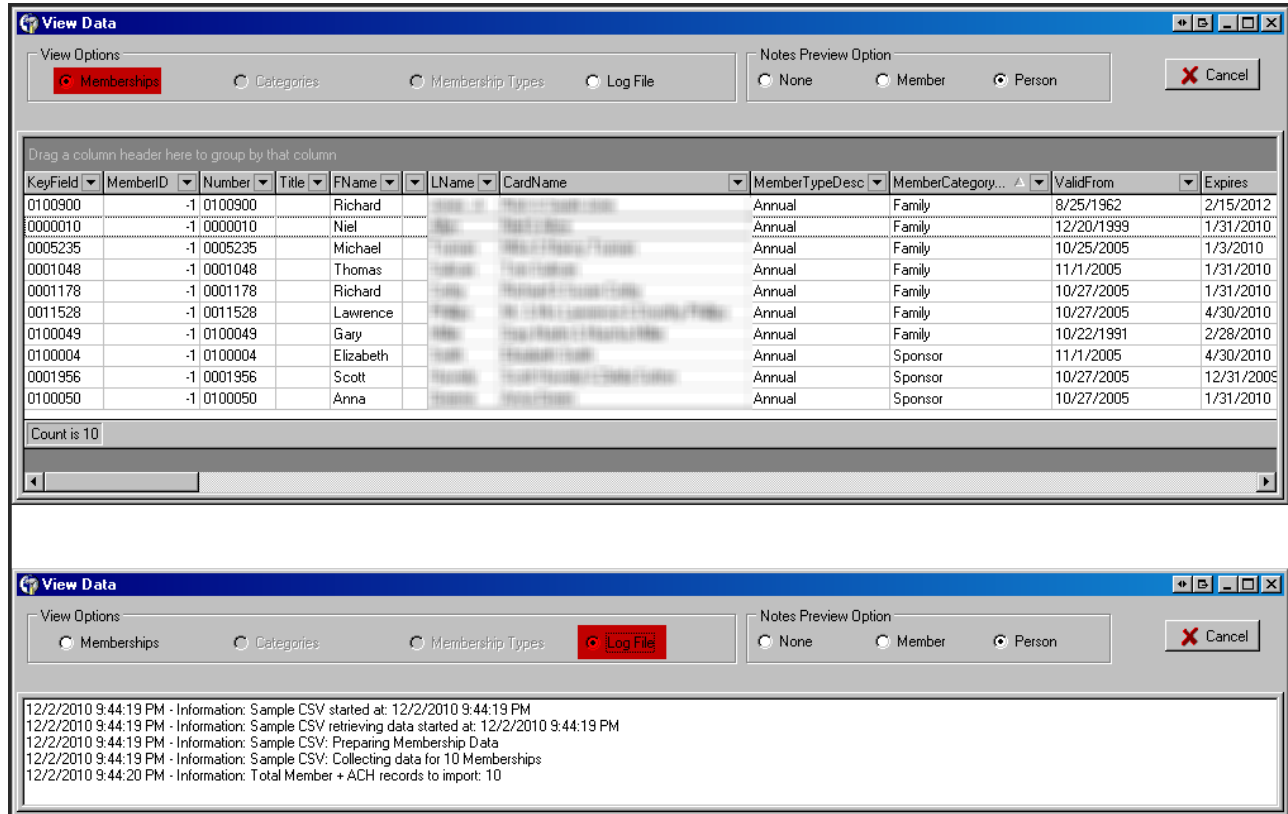 View Data
View Options
Memberships Categories Membership Types Log File
Notes Preview Option
None Member Person
Cancel
Drag a column header here to group by that column
KeyField MemberID Number Title FName LName CardName MemberTypeDesc MemberCategory... ValidFrom Expires
0100900 -1 0100900 Richard Annual Family 8/25/1962 2/15/2012
0000010 -1 0000010 Niel Annual Family 12/20/1999 1/31/2010
0005235 -1 0005235 Michael Annual Family 10/25/2005 1/3/2010
0001048 -1 0001048 Thomas Annual Family 11/1/2005 1/31/2010
0001178 -1 0001178 Richard Annual Family 10/27/2005 1/31/2010
0011528 -1 0011528 Lawrence Annual Family 10/27/2005 4/30/2010
0100049 -1 0100049 Gary Annual Family 10/22/1991 2/28/2010
0100004 -1 0100004 Elizabeth Annual Sponsor 11/1/2005 4/30/2010
0001956 -1 0001956 Scott Annual Sponsor 10/27/2005 12/31/2009
0100050 -1 0100050 Anna Annual Sponsor 10/27/2005 1/31/2010
Count is 10
View Data
View Options
Memberships Categories Membership Types Log File
Notes Preview Option
None Member Person
Cancel
12/2/2010 9:44:19 PM - Information: Sample CSV started at: 12/2/2010 9:44:19 PM
12/2/2010 9:44:19 PM - Information: Sample CSV retrieving data started at: 12/2/2010 9:44:19 PM
12/2/2010 9:44:19 PM - Information: Sample CSV: Preparing Membership Data
12/2/2010 9:44:19 PM - Information: Sample CSV: Collecting data for 10 Memberships
12/2/2010 9:44:20 PM - Information: Total Member + ACH records to import: 10